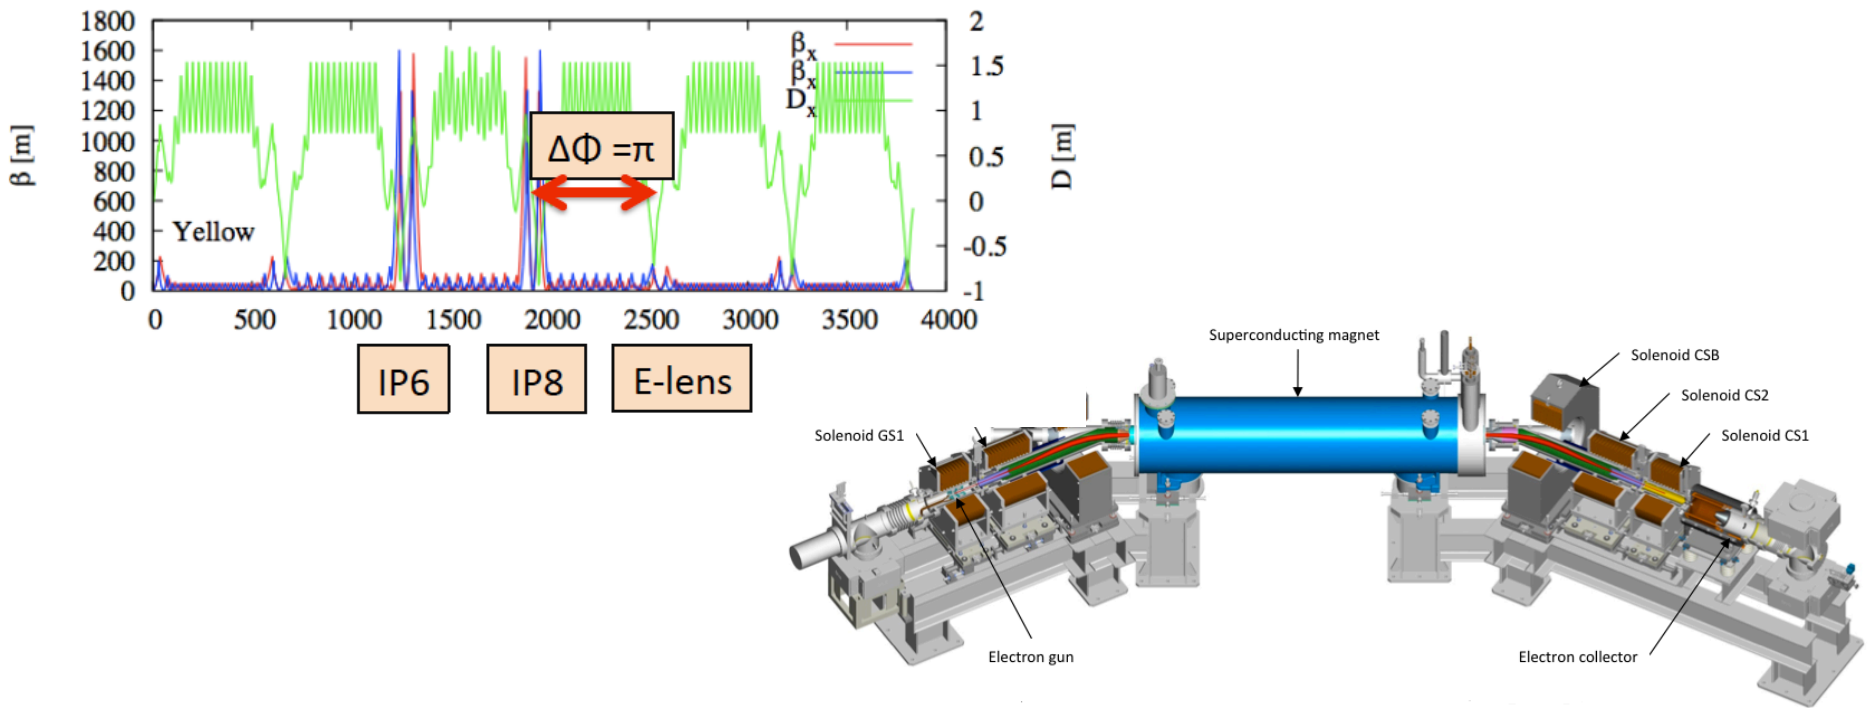 1800
1600
1400
1200
1000
800
600
400
200
0
β [m]
2
1.5
1
0.5
0
-0.5
-1
D [m]
βx
βx
Dx
ΔΦ =π
Yellow
0 500 1000 1500 2000 2500 3000 3500 4000
IP6 IP8 E-lens
Superconducting magnet
Solenoid CSB
Solenoid CS2
Solenoid GS1
Solenoid CS1
Electron gun
Electron collector